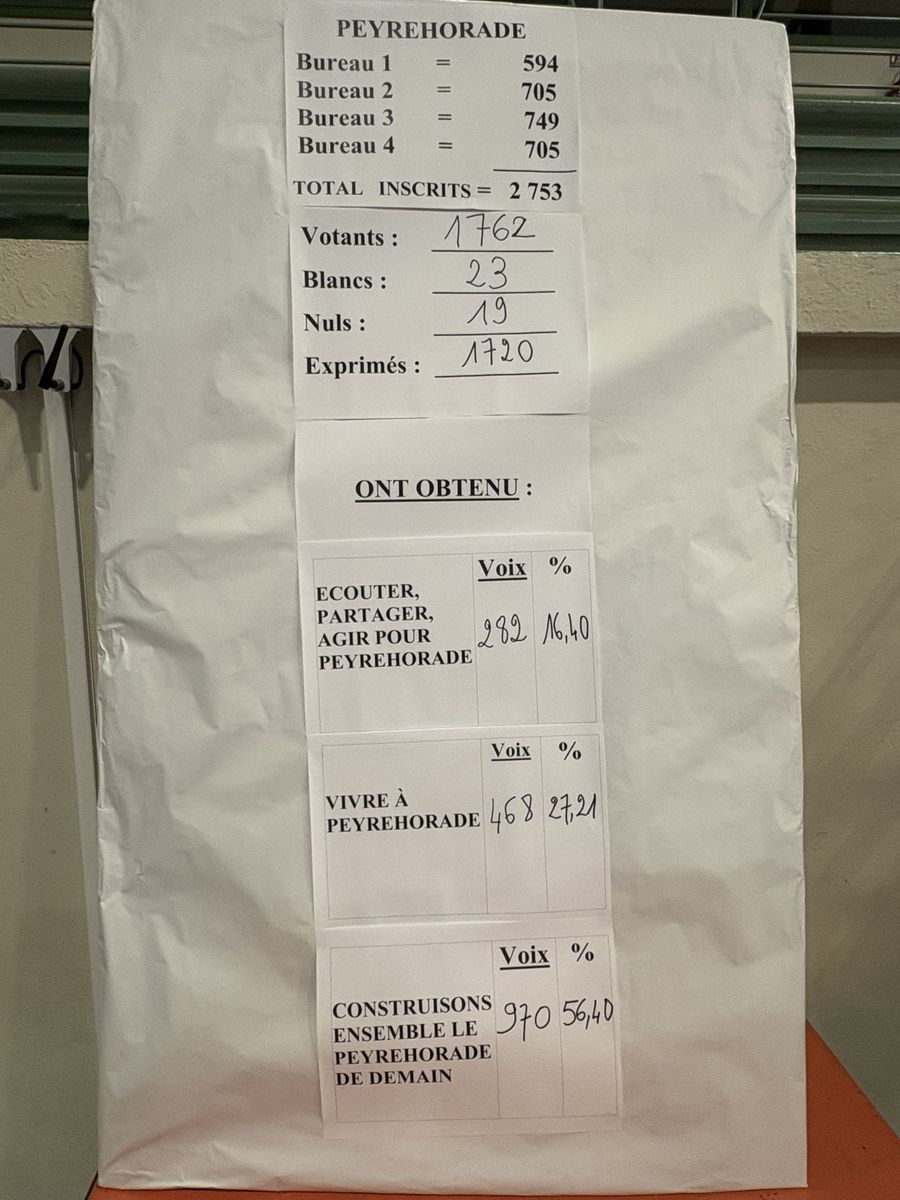 PEYREHORADE
Bureau 1 = 594
Bureau 2 = 705
Bureau 3 = 749
Bureau 4 = 705
TOTAL INSCRITS = 2 753
Votants : 1762
Blancs : 23
Nuls : 19
Exprimés : 1720
ONT OBTENU :
Voix %
ECOUTER,
PARTAGER,
AGIR POUR 282 16,40
PEYREHORADE
Voix %
VIVRE À
PEYREHORADE 468 27,21
Voix %
CONSTRUISONS 970 56,40
ENSEMBLE LE
PEYREHORADE
DE DEMAIN